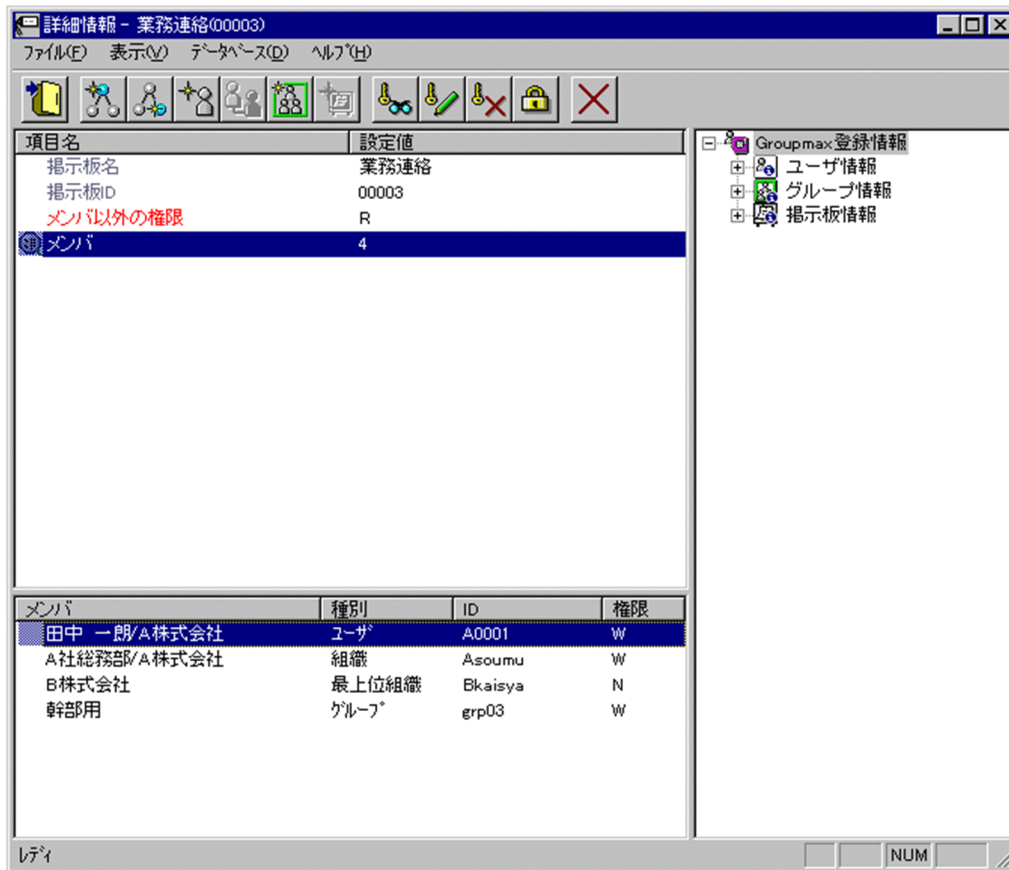 詳細情報 - 業務連絡(00003)
ﾌｧｲﾙ(F) 表示(V) ﾃﾞｰﾀﾍﾞｰｽ(D) ﾍﾙﾌﾟ(H)
項目名 設定値
掲示板名 業務連絡
掲示板ID 00003
メンバ以外の権限 R
メンバ 4
Groupmax登録情報
ユーザ情報
グループ情報
掲示板情報
メンバ 種別 ID 権限
田中 一朗/A株式会社 ﾕｰｻﾞ A0001 W
A社総務部/A株式会社 組織 Asoumu W
B株式会社 最上位組織 Bkaisya N
幹部用 ｸﾞﾙｰﾌﾟ grp03 W
ﾚﾃﾞｨ NUM